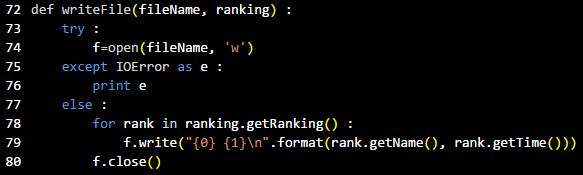 72 def writeFile(fileName, ranking) :
73     try :
74         f=open(fileName, 'w')
75     except IOError as e :
76         print e
77     else :
78         for rank in ranking.getRanking() :
79             f.write("{0} {1}\n".format(rank.getName(), rank.getTime()))
80         f.close()